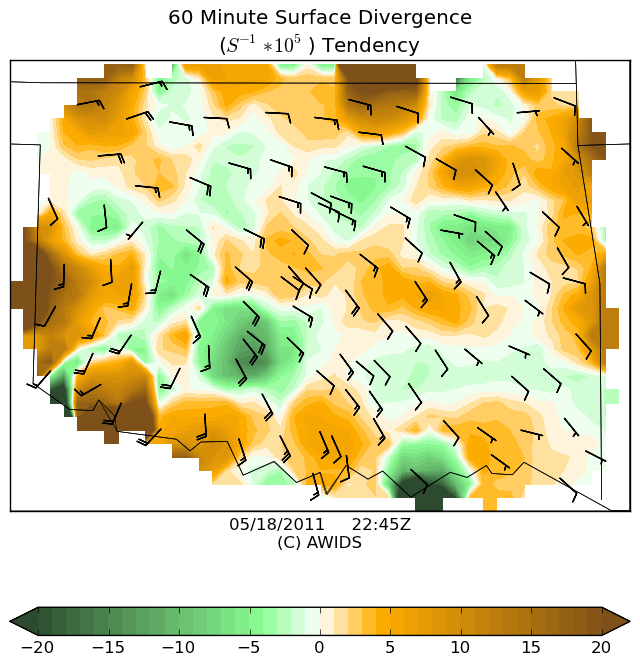 60 Minute Surface Divergence
(S⁻¹ *10⁵ ) Tendency
05/18/2011 22:45Z
(C) AWIDS
−20 −15 −10 −5 0 5 10 15 20